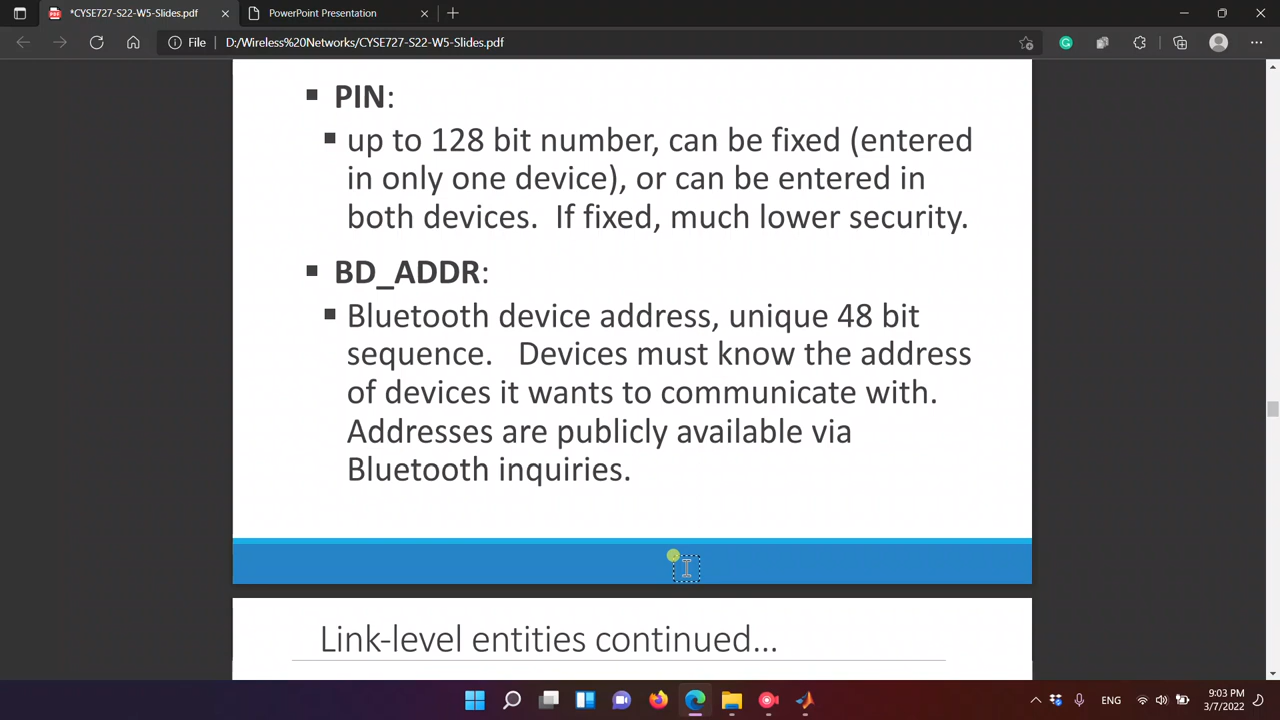 *CYSE727-S22-W5-Slides.pdf
PowerPoint Presentation
File
D:/Wireless%20Networks/CYSE727-S22-W5-Slides.pdf
▪ PIN:
▪ up to 128 bit number, can be fixed (entered
in only one device), or can be entered in
both devices. If fixed, much lower security.
▪ BD_ADDR:
▪ Bluetooth device address, unique 48 bit
sequence. Devices must know the address
of devices it wants to communicate with.
Addresses are publicly available via
Bluetooth inquiries.
Link-level entities continued...
ENG
9:03 PM
3/7/2022